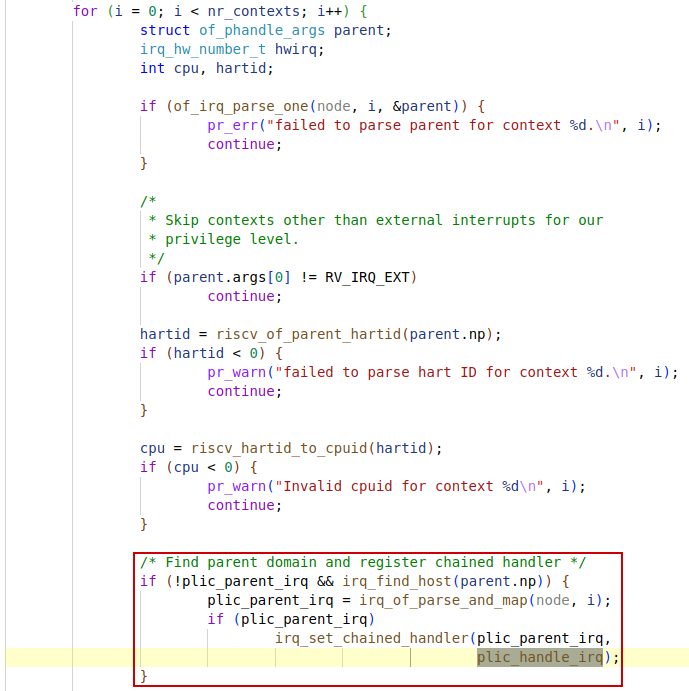 for (i = 0; i < nr_contexts; i++) {
struct of_phandle_args parent;
irq_hw_number_t hwirq;
int cpu, hartid;
if (of_irq_parse_one(node, i, &parent)) {
pr_err("failed to parse parent for context %d.\n", i);
continue;
}
/*
* Skip contexts other than external interrupts for our
* privilege level.
*/
if (parent.args[0] != RV_IRQ_EXT)
continue;
hartid = riscv_of_parent_hartid(parent.np);
if (hartid < 0) {
pr_warn("failed to parse hart ID for context %d.\n", i);
continue;
}
cpu = riscv_hartid_to_cpuid(hartid);
if (cpu < 0) {
pr_warn("Invalid cpuid for context %d\n", i);
continue;
}
/* Find parent domain and register chained handler */
if (!plic_parent_irq && irq_find_host(parent.np)) {
plic_parent_irq = irq_of_parse_and_map(node, i);
if (plic_parent_irq)
irq_set_chained_handler(plic_parent_irq,
plic_handle_irq);
}